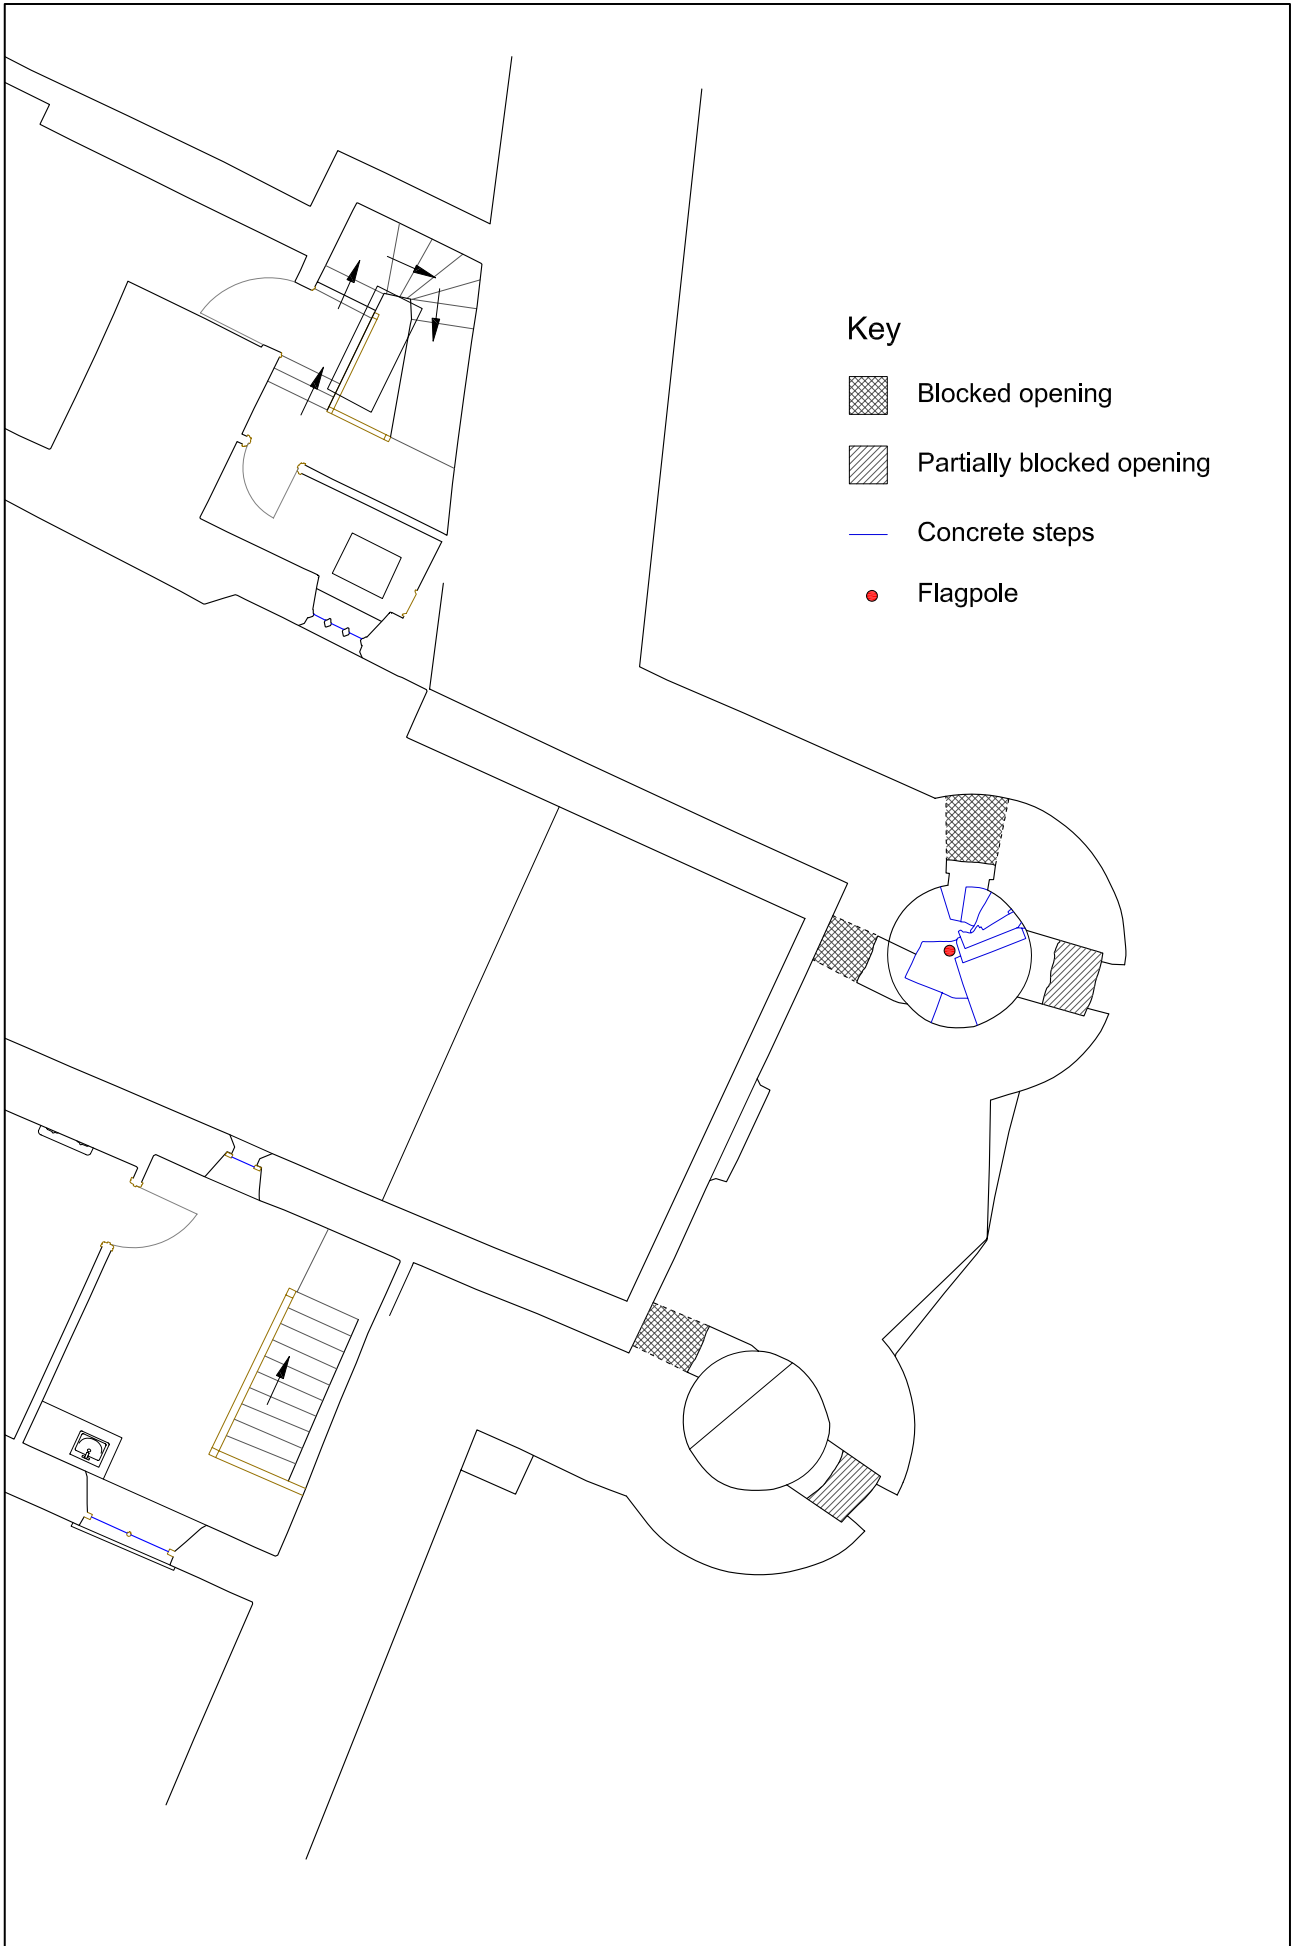 Key
Blocked opening
Partially blocked opening
Concrete steps
Flagpole